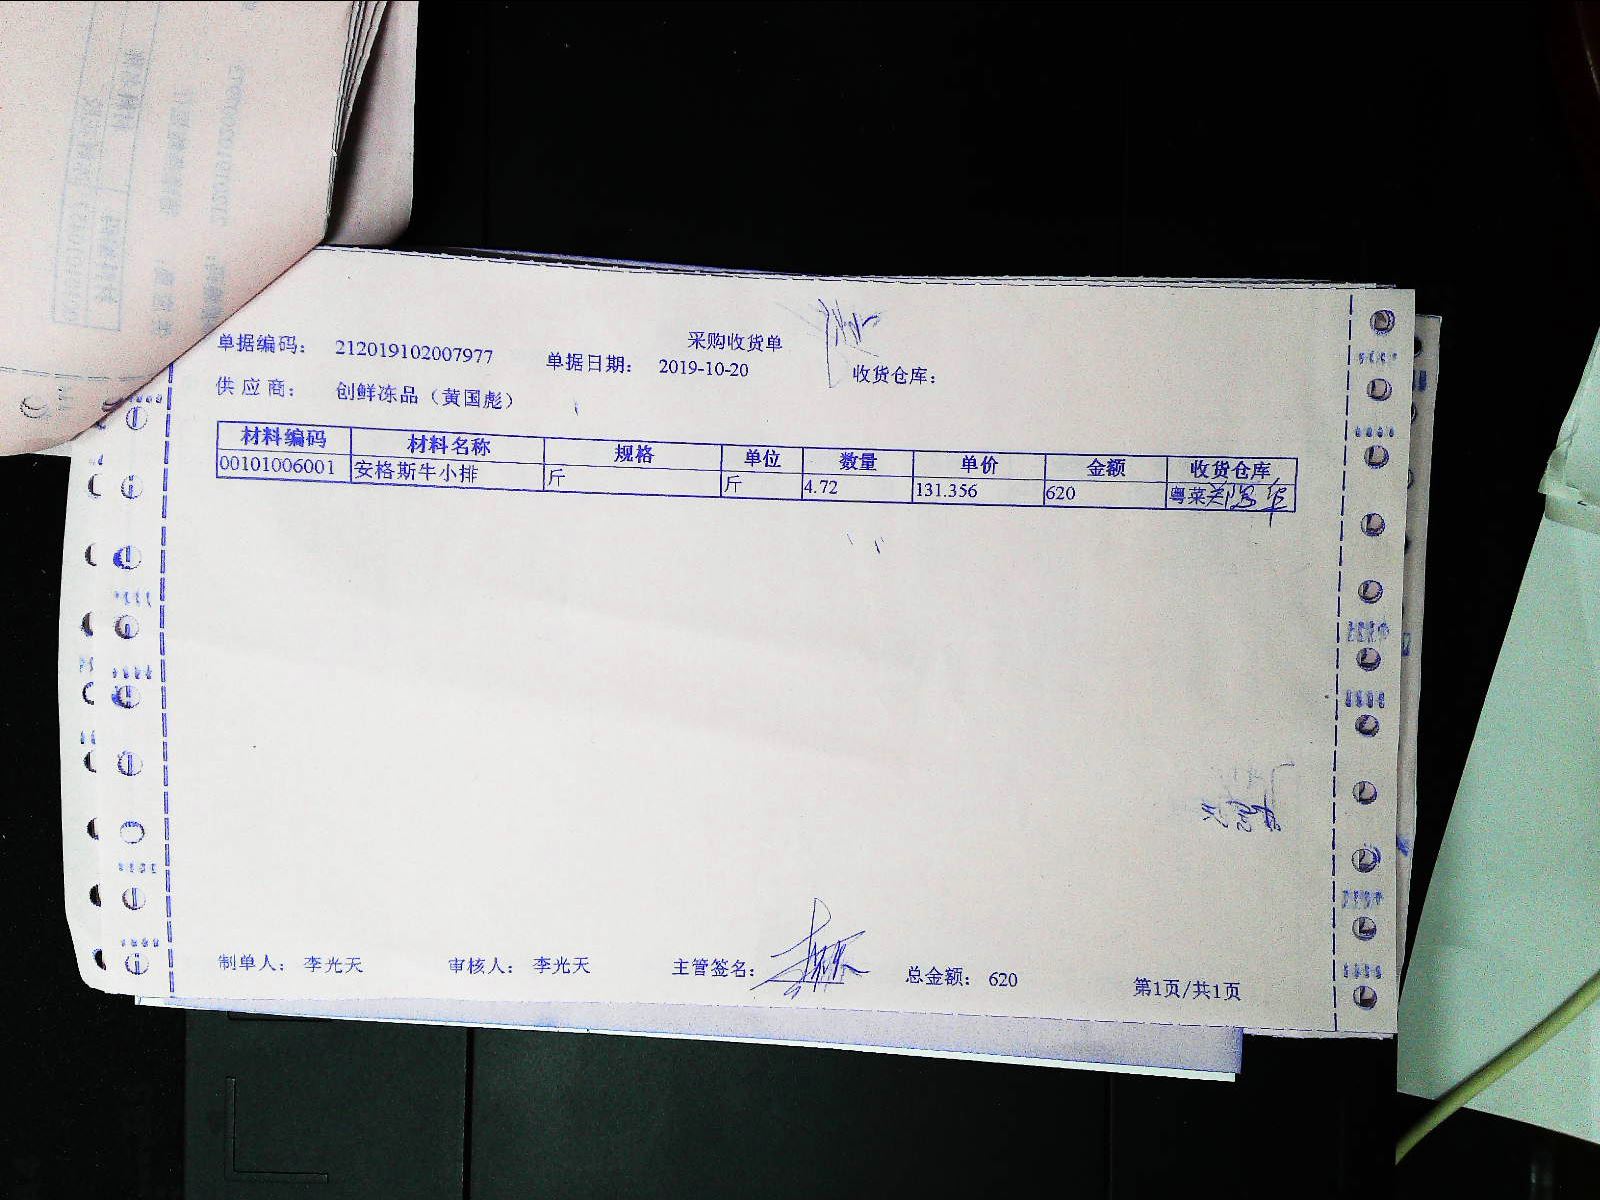 采购收货单
单据编码： 212019102007977 单据日期： 2019-10-20 收货仓库：
供应商： 创鲜冻品（黄国彪）
材料编码 材料名称 规格 单位 数量 单价 金额 收货仓库
00101006001 安格斯牛小排 斤 斤 4.72 131.356 620 粤菜
制单人： 李光天 审核人： 李光天 主管签名： 总金额： 620 第1页/共1页